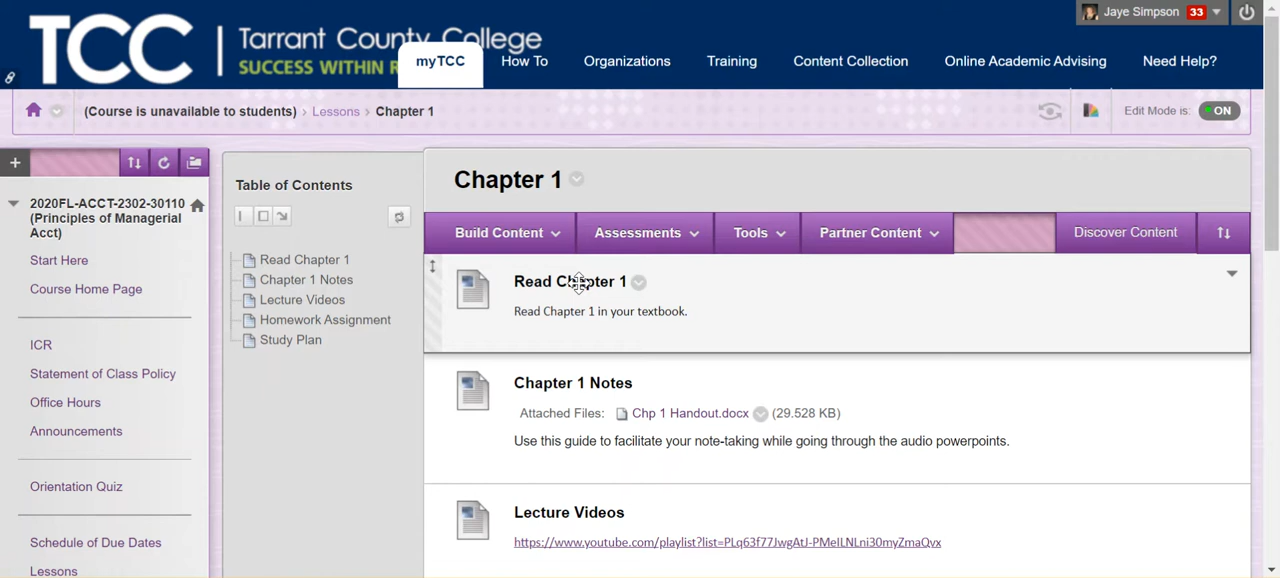 TCC
Tarrant County College
SUCCESS WITHIN R
Jaye Simpson 33
myTCC
How To
Organizations
Training
Content Collection
Online Academic Advising
Need Help?
(Course is unavailable to students) › Lessons › Chapter 1
Edit Mode is: ON
2020FL-ACCT-2302-30110
(Principles of Managerial
Acct)
Start Here
Course Home Page
ICR
Statement of Class Policy
Office Hours
Announcements
Orientation Quiz
Schedule of Due Dates
Lessons
Table of Contents
Read Chapter 1
Chapter 1 Notes
Lecture Videos
Homework Assignment
Study Plan
Chapter 1
Build Content
Assessments
Tools
Partner Content
Discover Content
Read Chapter 1
Read Chapter 1 in your textbook.
Chapter 1 Notes
Attached Files: Chp 1 Handout.docx (29.528 KB)
Use this guide to facilitate your note-taking while going through the audio powerpoints.
Lecture Videos
https://www.youtube.com/playlist?list=PLq63f77JwgAtJ-PMelLNLni30myZmaQvx